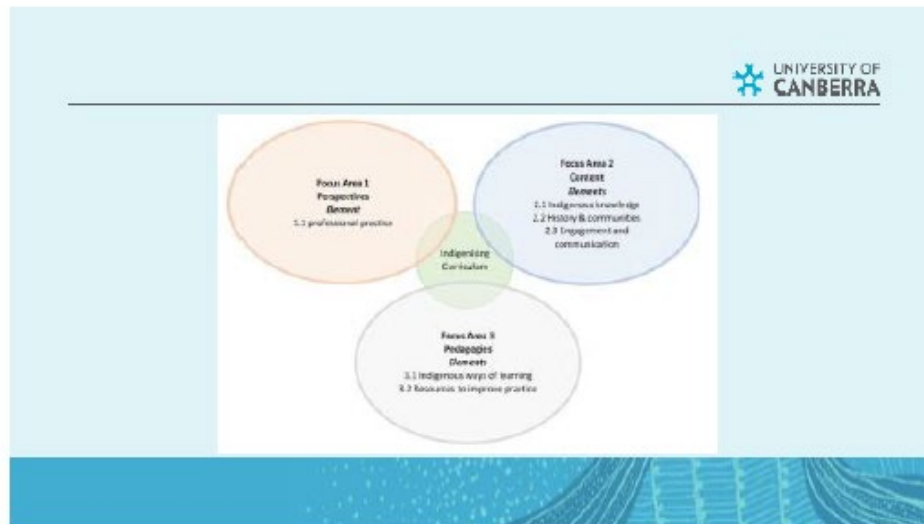 UNIVERSITY OF
CANBERRA
Focus Area 1
Perspectives
Element
1.1 professional practice
Focus Area 2
Content
Elements
2.1 Indigenous knowledge
2.2 History & communities
2.3 Engagement and
communication
Indigenising
Curriculum
Focus Area 3
Pedagogies
Elements
3.1 Indigenous ways of learning
3.2 Resources to improve practice